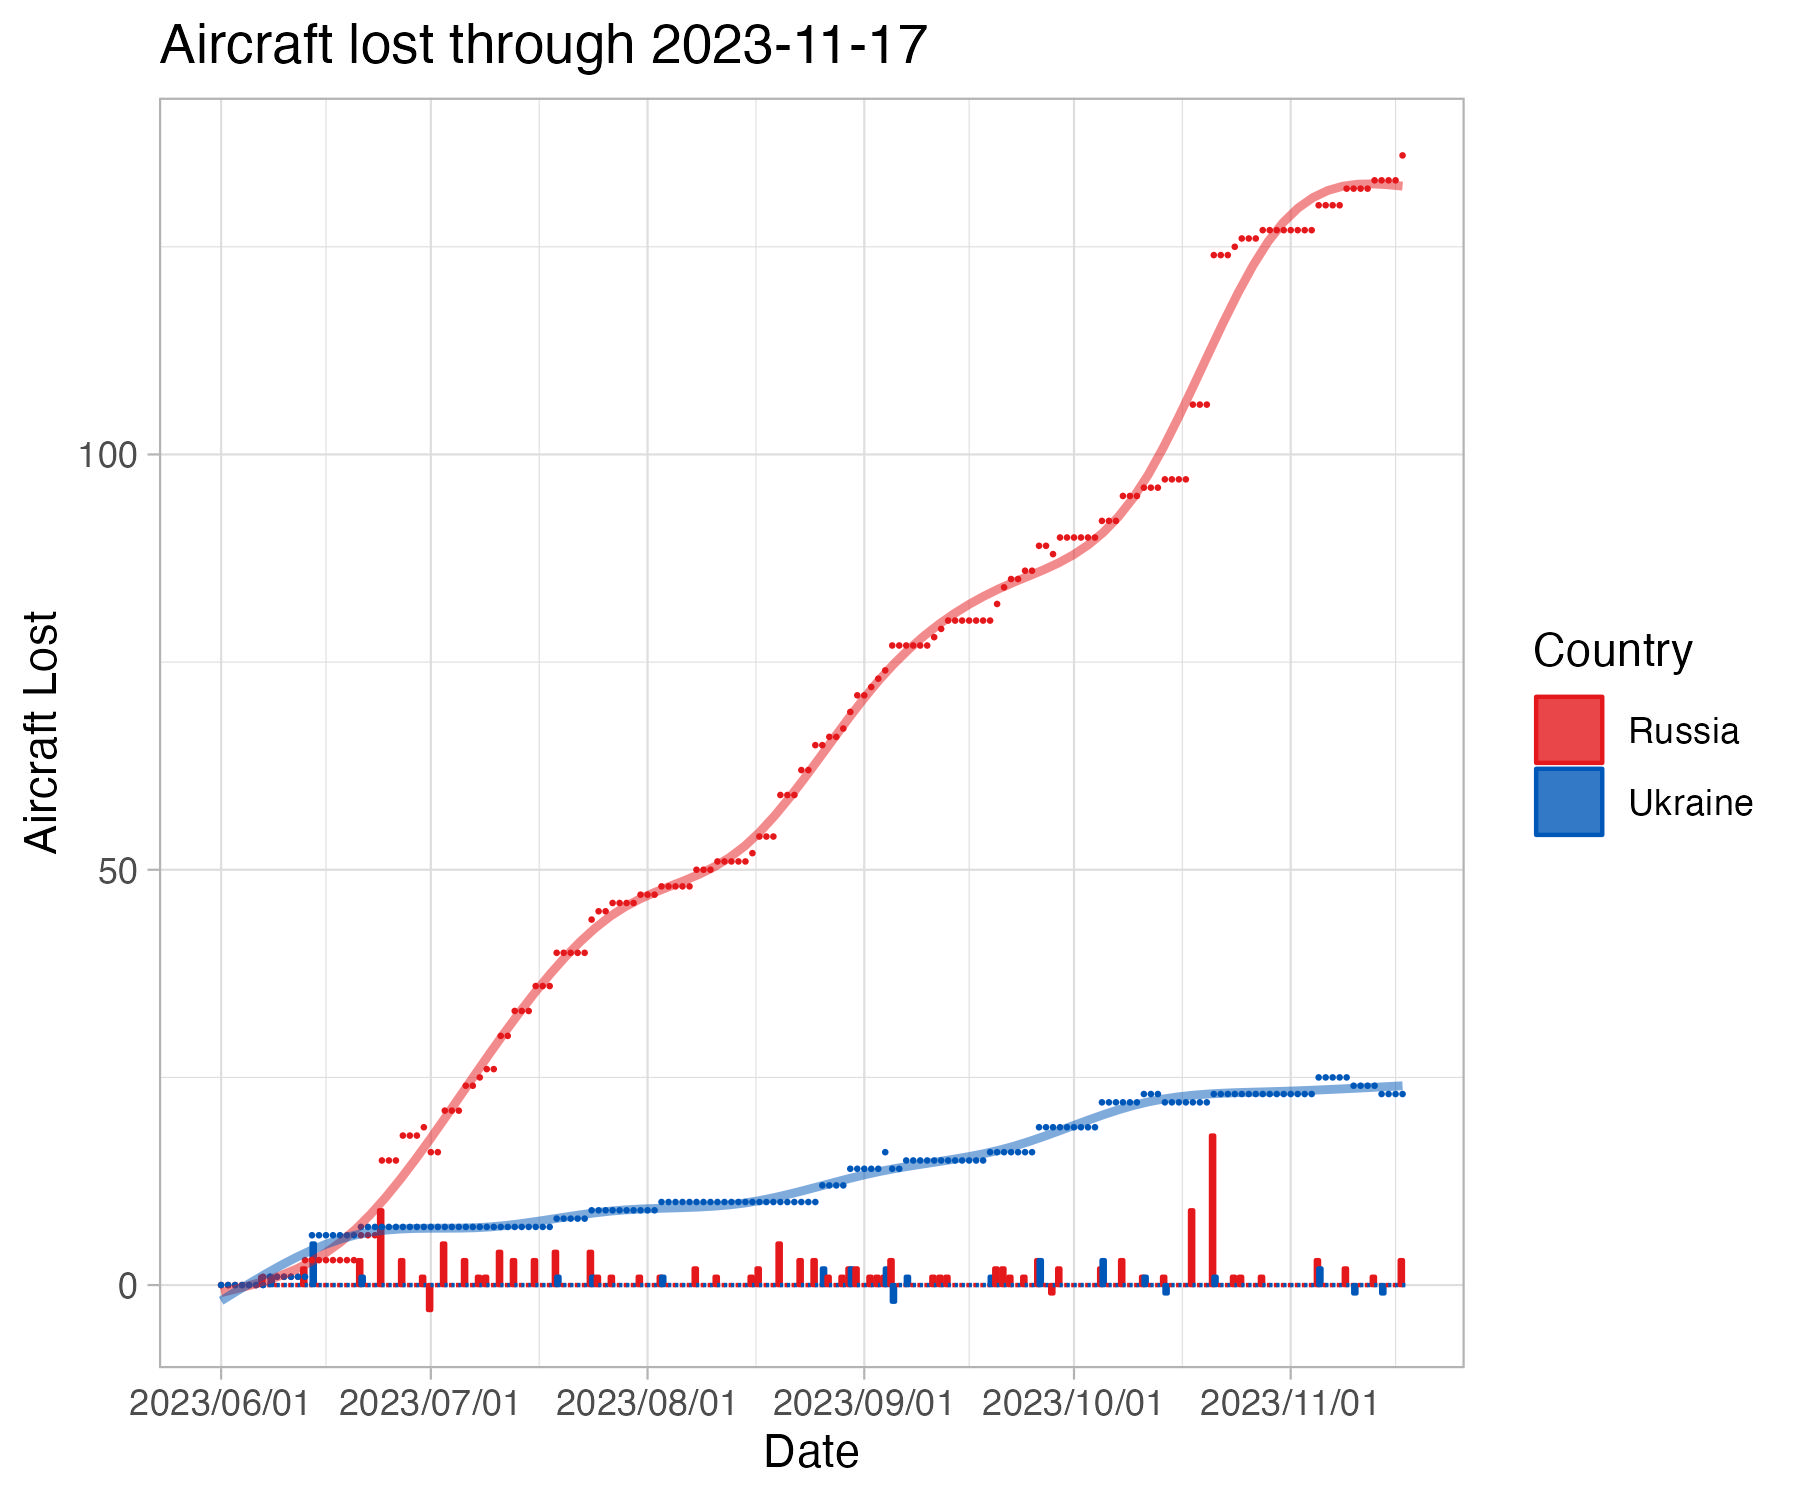 Aircraft lost through 2023-11-17
Aircraft Lost
100
50
0
2023/06/01 2023/07/01 2023/08/01 2023/09/01 2023/10/01 2023/11/01
Date
Country
Russia
Ukraine